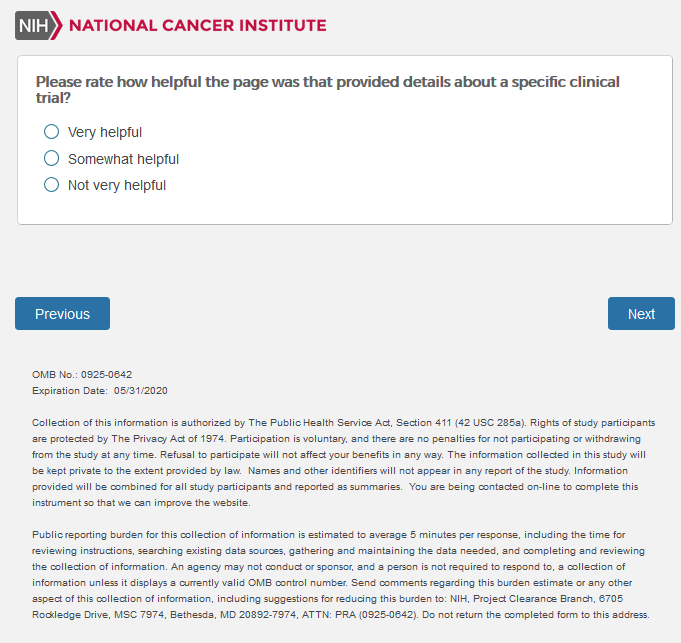 NIH NATIONAL CANCER INSTITUTE
Please rate how helpful the page was that provided details about a specific clinical
trial?
Very helpful
Somewhat helpful
Not very helpful
Previous
Next
OMB No.: 0925-0642
Expiration Date:  05/31/2020
Collection of this information is authorized by The Public Health Service Act, Section 411 (42 USC 285a). Rights of study participants
are protected by The Privacy Act of 1974. Participation is voluntary, and there are no penalties for not participating or withdrawing
from the study at any time. Refusal to participate will not affect your benefits in any way. The information collected in this study will
be kept private to the extent provided by law.  Names and other identifiers will not appear in any report of the study. Information
provided will be combined for all study participants and reported as summaries.  You are being contacted on-line to complete this
instrument so that we can improve the website.
Public reporting burden for this collection of information is estimated to average 5 minutes per response, including the time for
reviewing instructions, searching existing data sources, gathering and maintaining the data needed, and completing and reviewing
the collection of information. An agency may not conduct or sponsor, and a person is not required to respond to, a collection of
information unless it displays a currently valid OMB control number. Send comments regarding this burden estimate or any other
aspect of this collection of information, including suggestions for reducing this burden to: NIH, Project Clearance Branch, 6705
Rockledge Drive, MSC 7974, Bethesda, MD 20892-7974, ATTN: PRA (0925-0642). Do not return the completed form to this address.